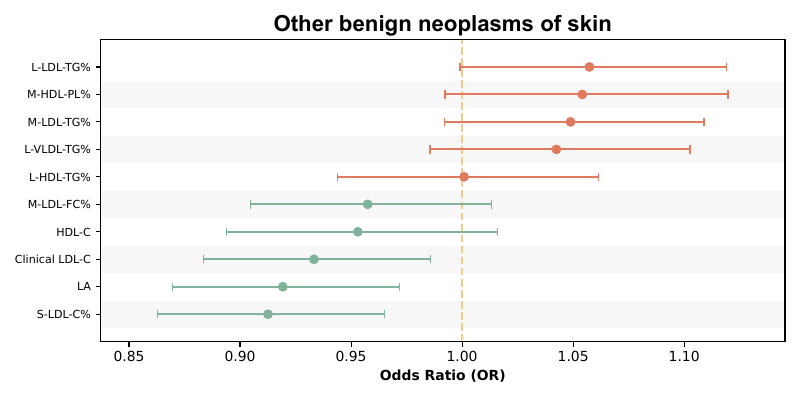 Other benign neoplasms of skin
L-LDL-TG%
M-HDL-PL%
M-LDL-TG%
L-VLDL-TG%
L-HDL-TG%
M-LDL-FC%
HDL-C
Clinical LDL-C
LA
S-LDL-C%
0.85 0.90 0.95 1.00 1.05 1.10
Odds Ratio (OR)